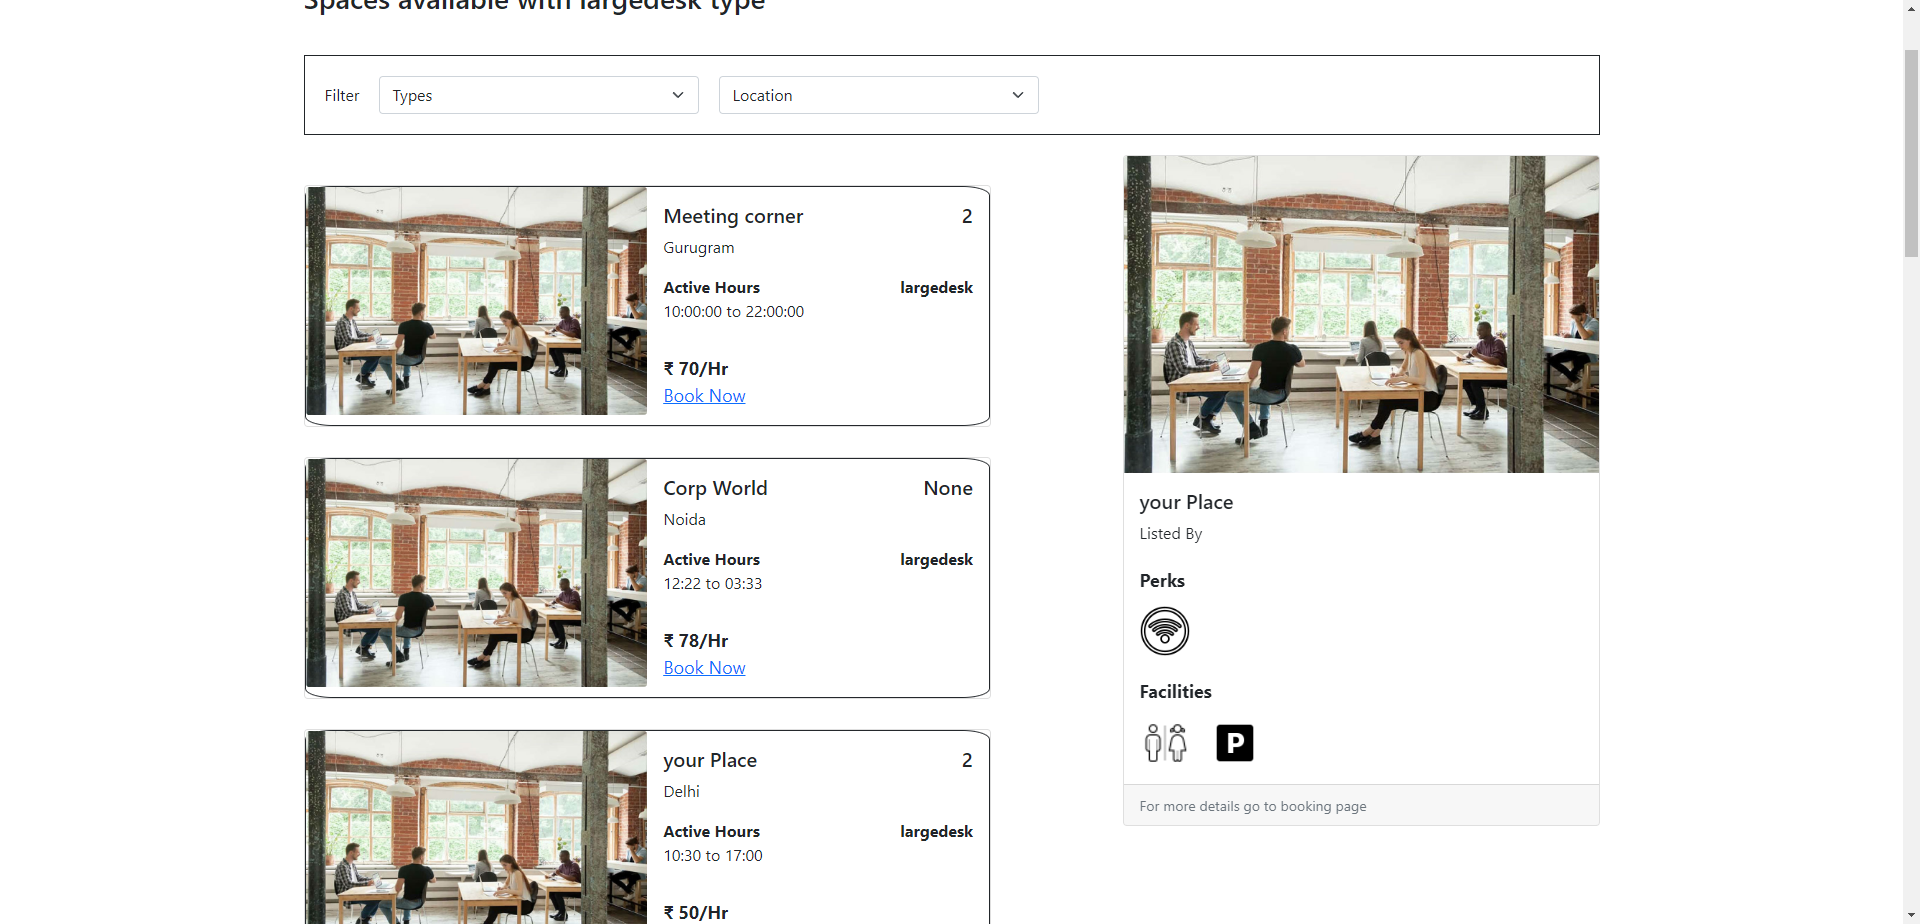 Spaces available with largedesk type
Filter
Types
Location
Meeting corner
2
Gurugram
Active Hours
largedesk
10:00:00 to 22:00:00
₹ 70/Hr
Book Now
Corp World
None
Noida
Active Hours
largedesk
12:22 to 03:33
₹ 78/Hr
Book Now
your Place
2
Delhi
Active Hours
largedesk
10:30 to 17:00
₹ 50/Hr
your Place
Listed By
Perks
Facilities
P
For more details go to booking page